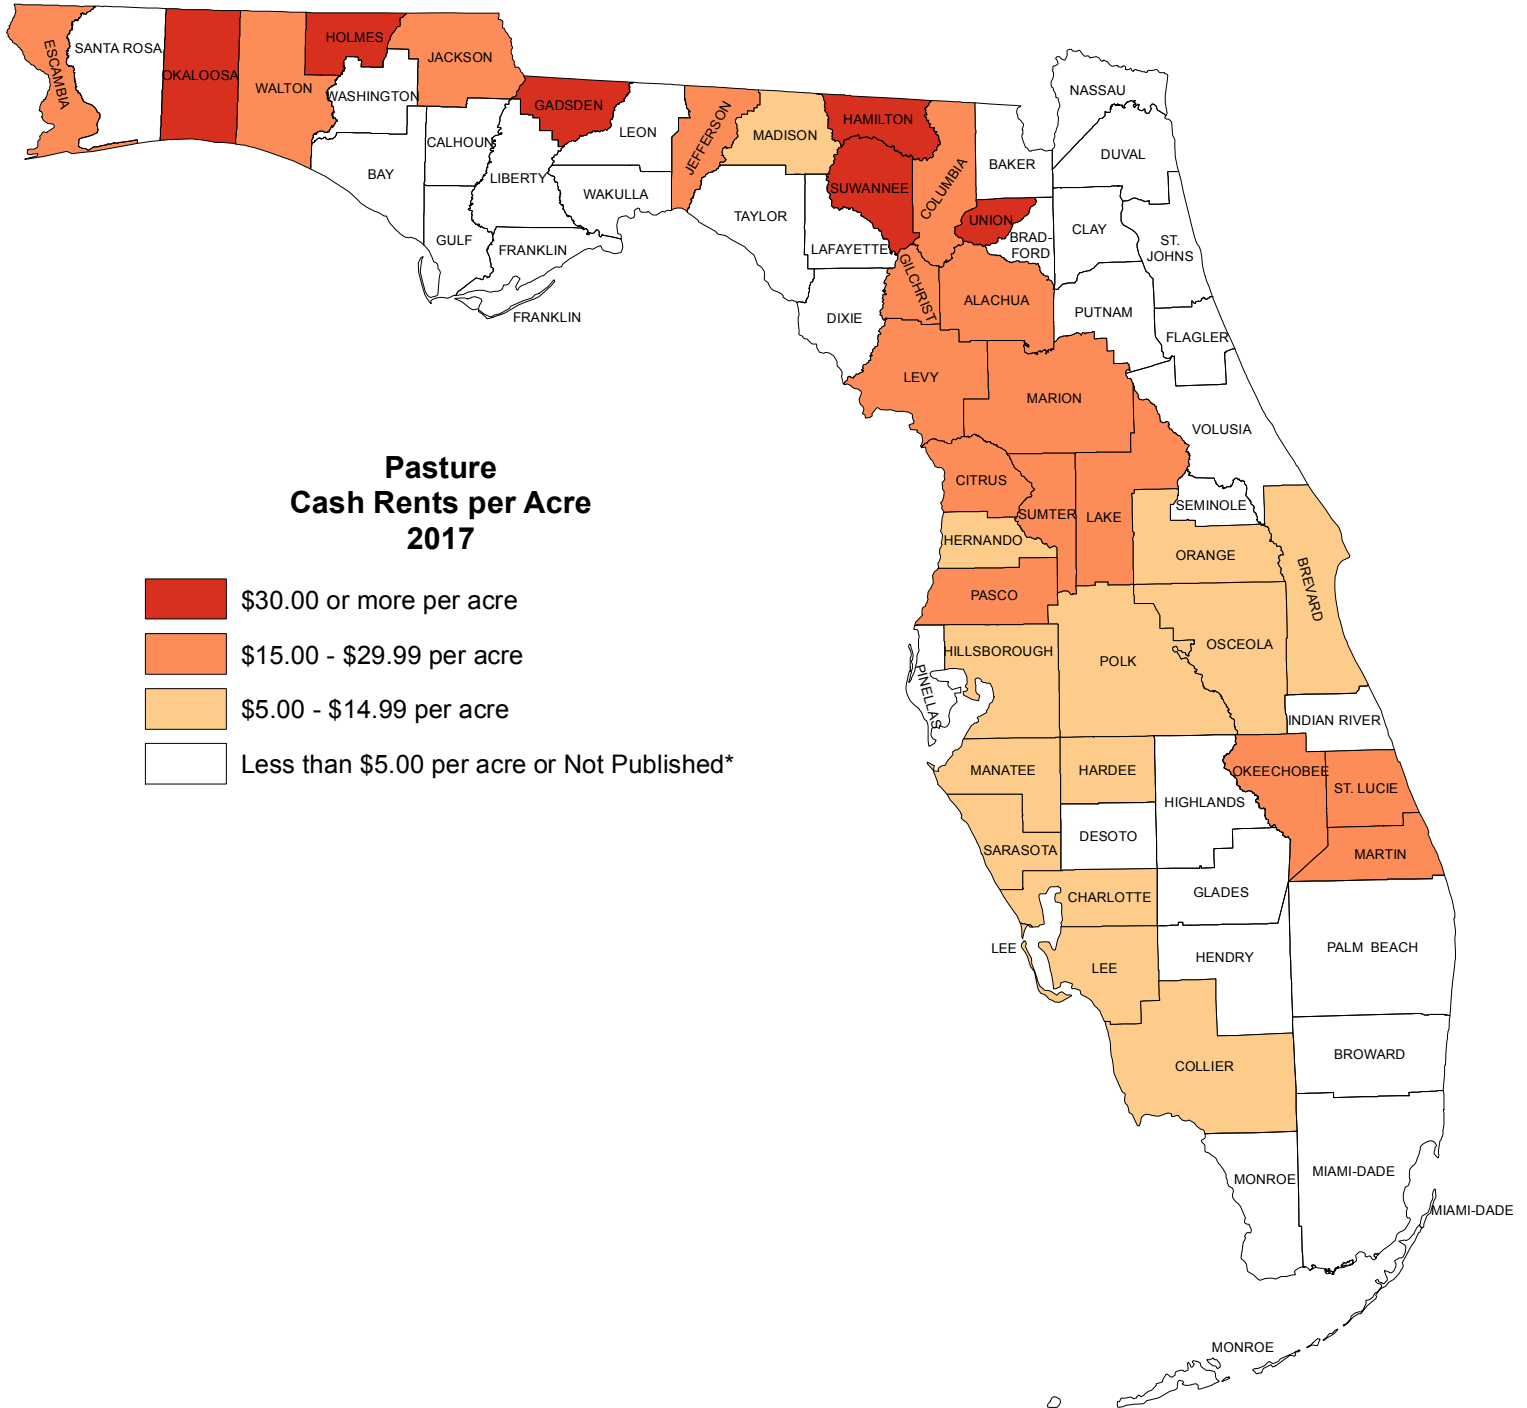 ESCAMBIA
SANTA ROSA
OKALOOSA
WALTON
HOLMES
WASHINGTON
JACKSON
BAY
CALHOUN
GULF
LIBERTY
GADSDEN
LEON
WAKULLA
FRANKLIN
FRANKLIN
JEFFERSON
MADISON
TAYLOR
HAMILTON
SUWANNEE
LAFAYETTE
DIXIE
COLUMBIA
GILCHRIST
BAKER
UNION
BRAD-
FORD
NASSAU
DUVAL
CLAY
ST.
JOHNS
ALACHUA
PUTNAM
FLAGLER
LEVY
MARION
VOLUSIA
CITRUS
SUMTER
LAKE
SEMINOLE
HERNANDO
ORANGE
BREVARD
PASCO
PINELLAS
HILLSBOROUGH
POLK
OSCEOLA
INDIAN RIVER
MANATEE
HARDEE
HIGHLANDS
OKEECHOBEE
ST. LUCIE
SARASOTA
DESOTO
MARTIN
CHARLOTTE
GLADES
LEE
LEE
HENDRY
PALM BEACH
COLLIER
BROWARD
MONROE
MIAMI-DADE
MIAMI-DADE
MONROE
Pasture
Cash Rents per Acre
2017
$30.00 or more per acre
$15.00 - $29.99 per acre
$5.00 - $14.99 per acre
Less than $5.00 per acre or Not Published*